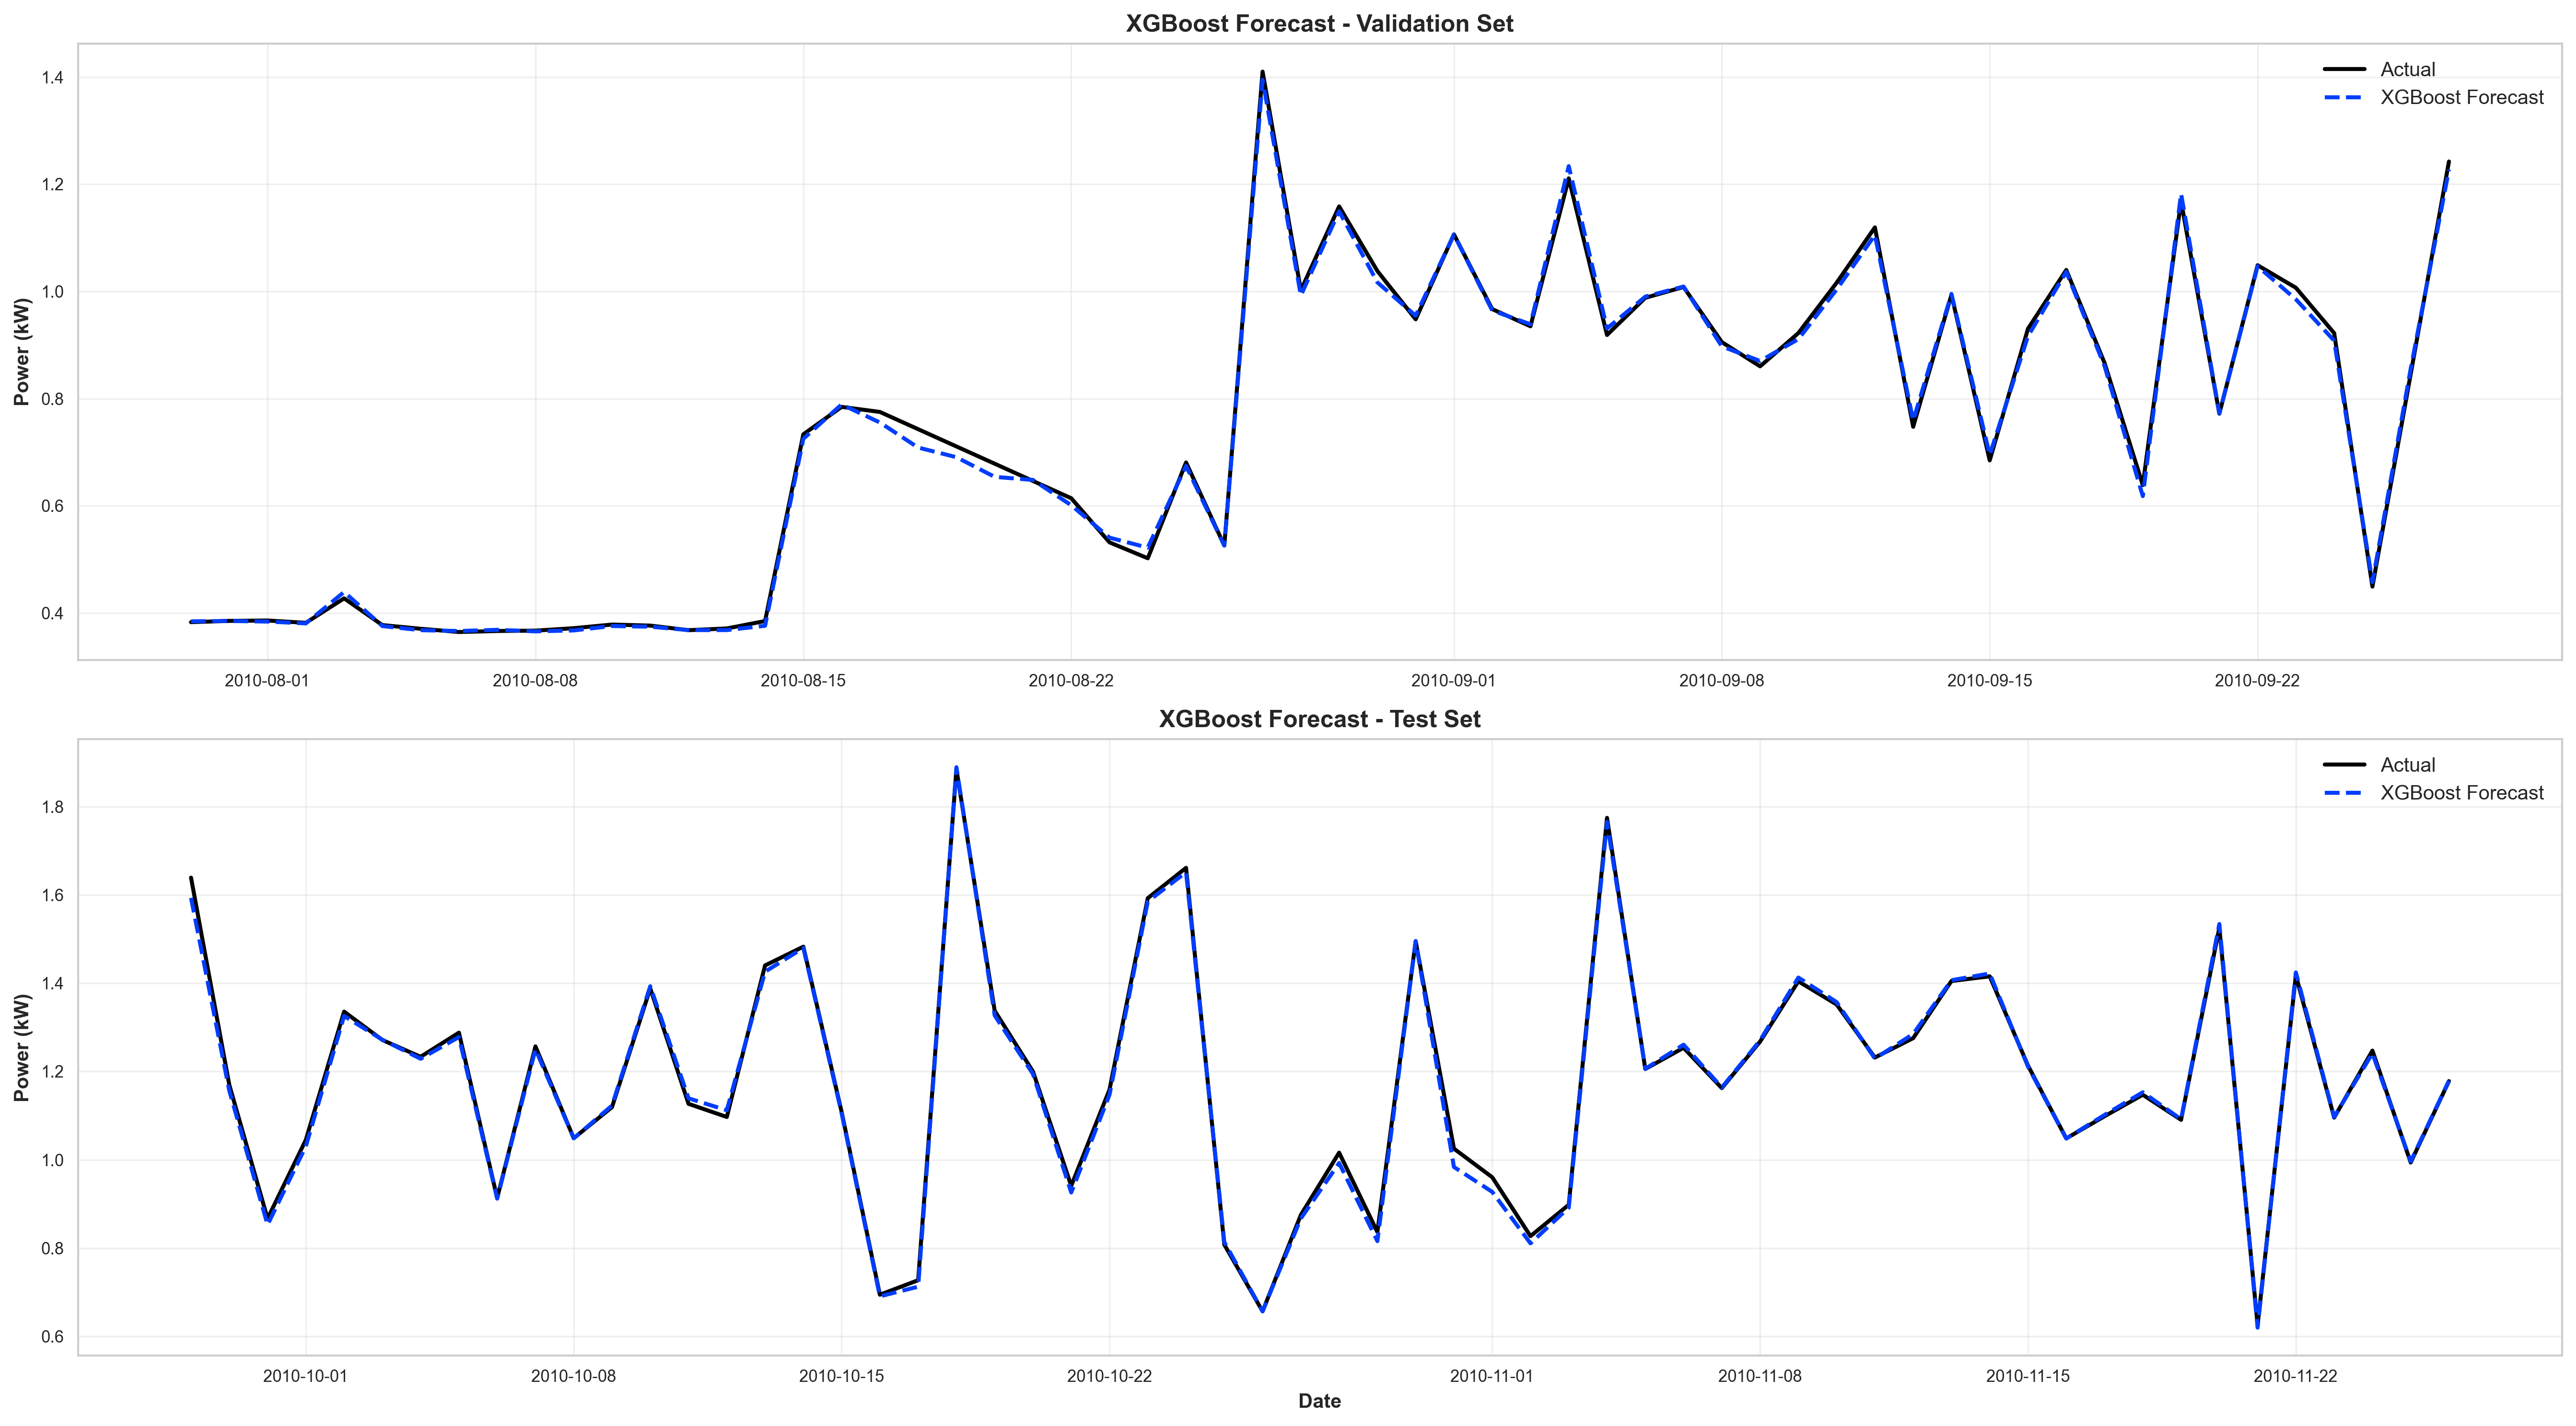 XGBoost Forecast - Validation Set
Actual
XGBoost Forecast
Power (kW)
1.4
1.2
1.0
0.8
0.6
0.4
2010-08-01 2010-08-08 2010-08-15 2010-08-22 2010-09-01 2010-09-08 2010-09-15 2010-09-22
XGBoost Forecast - Test Set
Actual
XGBoost Forecast
Power (kW)
1.8
1.6
1.4
1.2
1.0
0.8
0.6
2010-10-01 2010-10-08 2010-10-15 2010-10-22 2010-11-01 2010-11-08 2010-11-15 2010-11-22
Date